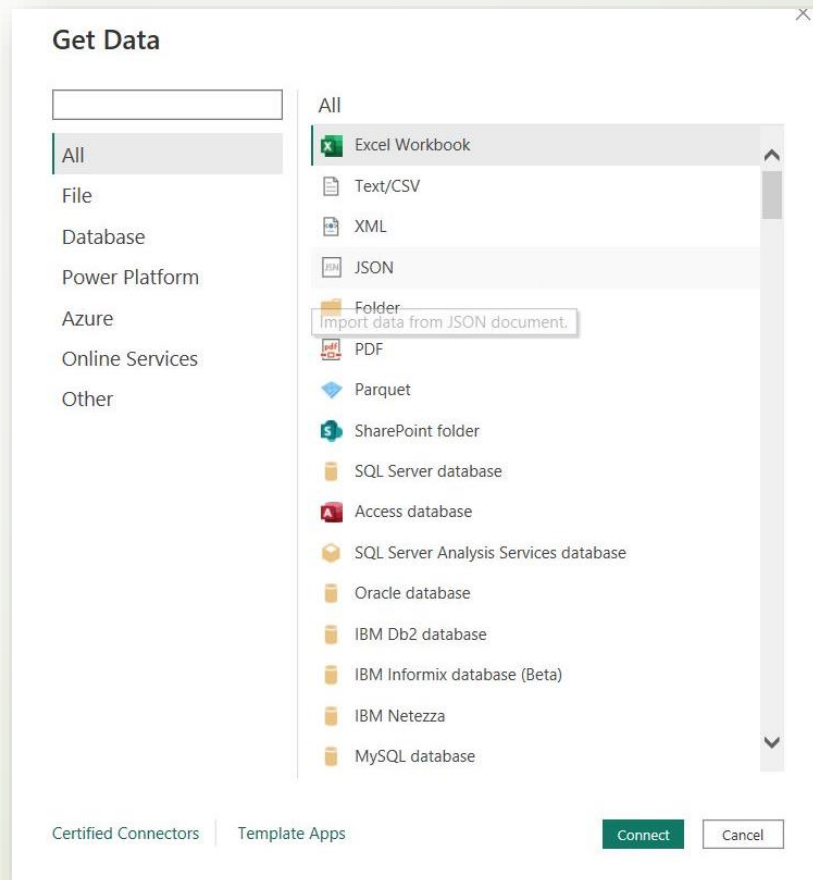 Get Data
All
File
Database
Power Platform
Azure
Online Services
Other
All
Excel Workbook
Text/CSV
XML
JSON
Folder
Import data from JSON document.
PDF
Parquet
SharePoint folder
SQL Server database
Access database
SQL Server Analysis Services database
Oracle database
IBM Db2 database
IBM Informix database (Beta)
IBM Netezza
MySQL database
Certified Connectors
Template Apps
Connect
Cancel